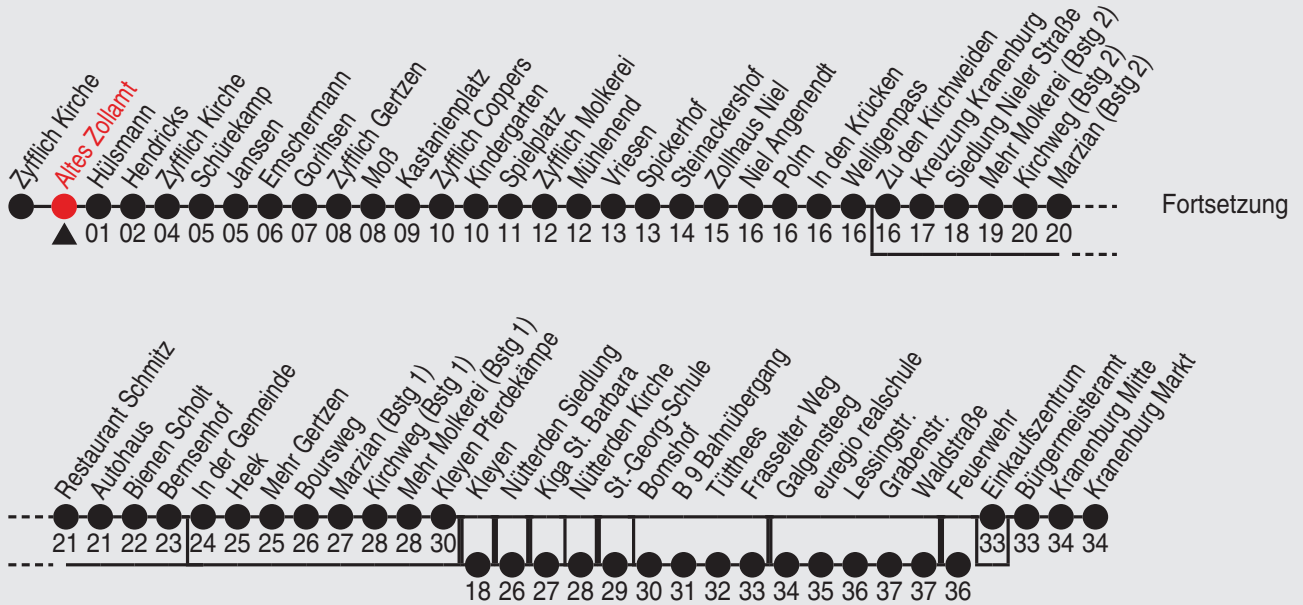 Zyfflich Kirche
Altes Zollamt
Hülsmann
Hendricks
Zyfflich Kirche
Schürekamp
Janssen
Emschermann
Gorihsen
Zyfflich Gertzen
Moß
Kastanienplatz
Zyfflich Coppers
Kindergarten
Spielplatz
Zyfflich Molkerei
Mühlenend
Vriesen
Spickerhof
Steinackershof
Zollhaus Niel
Niel Angenendt
Polm
In den Krücken
Welligenpass
Zu den Kirchweiden
Kreuzung Kranenburg
Siedlung Nieler Straße
Mehr Molkerei (Bstg 2)
Kirchweg (Bstg 2)
Marzian (Bstg 2)
Fortsetzung
01 02 04 05 05 06 07 08 08 09 10 10 11 12 12 13 13 14 15 16 16 16 16 16 17 18 19 20 20
Restaurant Schmitz
Autohaus
Bienen Scholt
Bernsenhof
In der Gemeinde
Heek
Mehr Gertzen
Boursweg
Marzian (Bstg 1)
Kirchweg (Bstg 1)
Mehr Molkerei (Bstg 1)
Kleyen Pferdekämpe
Kleyen
Nütterden Siedlung
Kiga St. Barbara
Nütterden Kirche
St.-Georg-Schule
Bomshof
B 9 Bahnübergang
Tütthees
Frasselter Weg
Galgensteeg
euregio realschule
Lessingstr.
Grabenstr.
Waldstraße
Feuerwehr
Einkaufszentrum
Bürgermeisteramt
Kranenburg Mitte
Kranenburg Markt
21 21 22 23 24 25 25 26 27 28 28 30 33 33 34 34
18 26 27 28 29 30 31 32 33 34 35 36 37 37 36